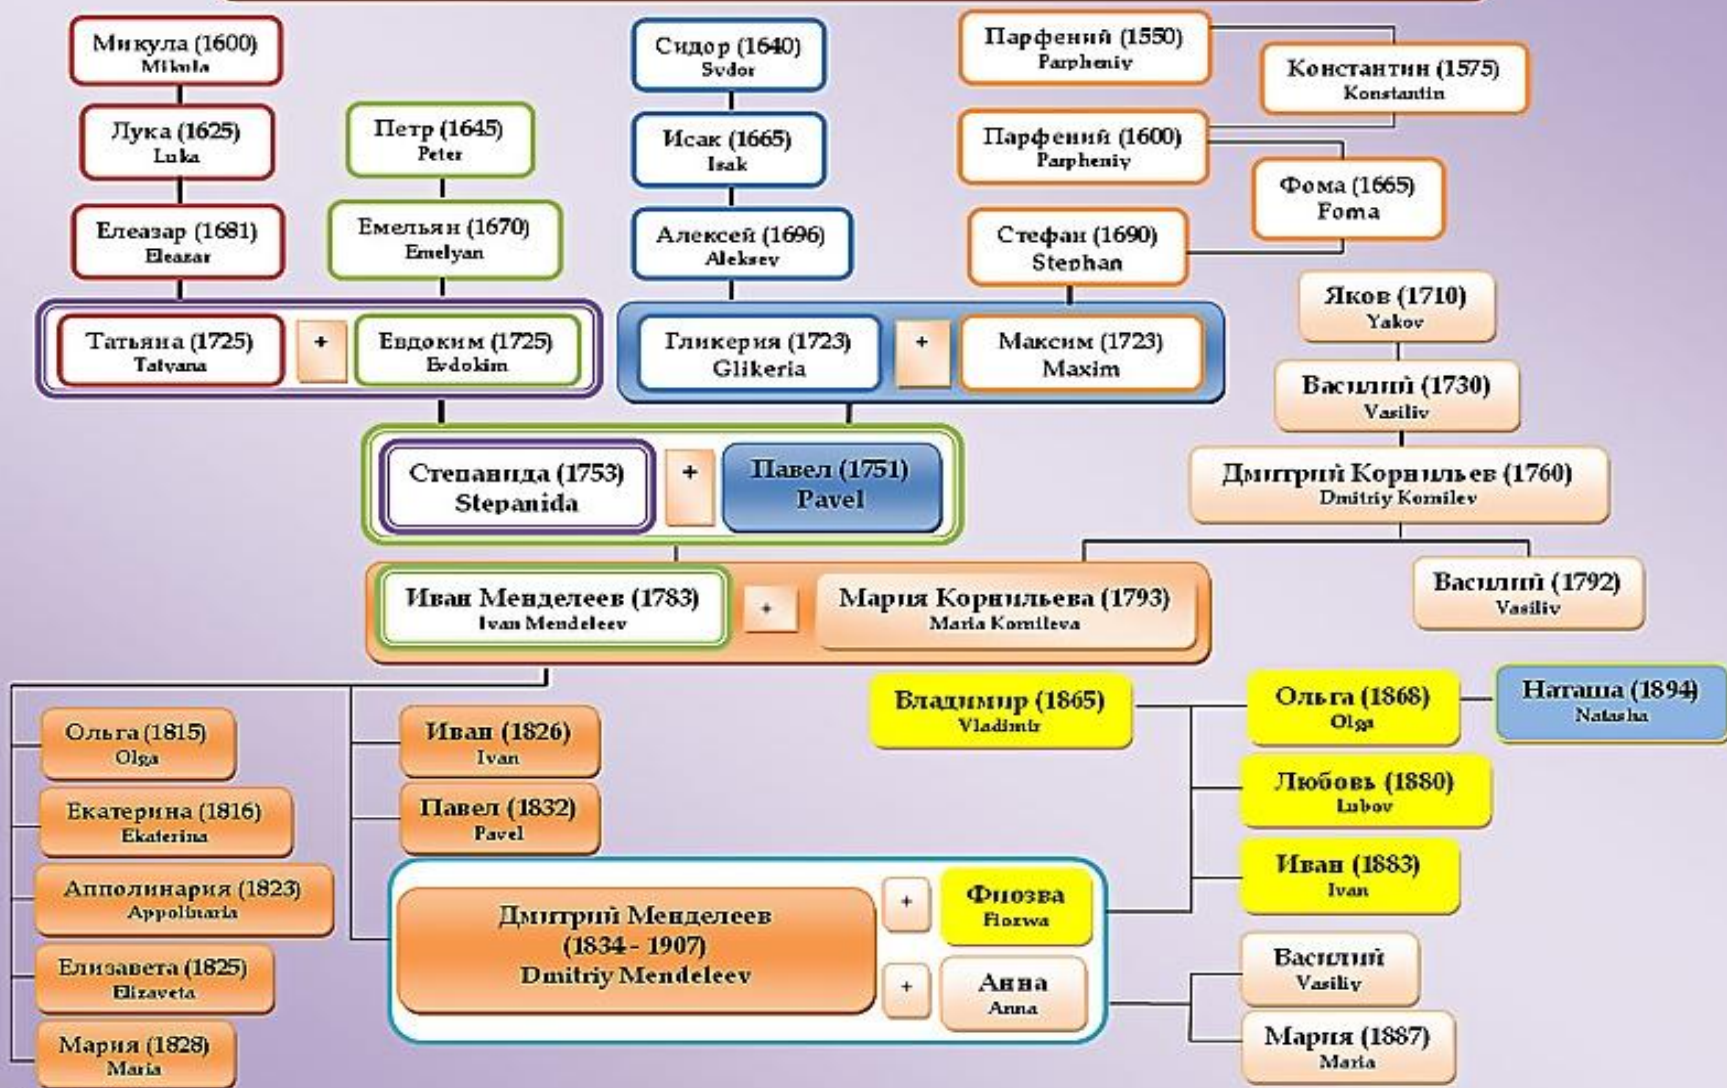 Микула (1600)
Mikula
Лука (1625)
Luka
Елеазар (1681)
Eleazar
Петр (1645)
Peter
Емельян (1670)
Emelyan
Сидор (1640)
Sydor
Исак (1665)
Isak
Алексей (1696)
Aleksey
Парфений (1550)
Parpheniy
Константин (1575)
Konstantin
Парфений (1600)
Parpheniy
Фома (1665)
Foma
Стефан (1690)
Stephan
Татьяна (1725)
Tatyana
+
Евдоким (1725)
Evdokim
Гликерия (1723)
Glikeria
+
Максим (1723)
Maxim
Яков (1710)
Yakov
Василий (1730)
Vasiliy
Дмитрий Корнильев (1760)
Dmitriy Kornilev
Степанида (1753)
Stepanida
+
Павел (1751)
Pavel
Иван Менделеев (1783)
Ivan Mendeleev
+
Мария Корнильева (1793)
Maria Kornileva
Василий (1792)
Vasiliy
Ольга (1815)
Olga
Екатерина (1816)
Ekaterina
Апполинария (1823)
Appolinaria
Елизавета (1825)
Elizaveta
Мария (1828)
Maria
Иван (1826)
Ivan
Павел (1832)
Pavel
Дмитрий Менделеев
(1834 - 1907)
Dmitriy Mendeleev
+
Фиозва
Fiozwa
+
Анна
Anna
Владимир (1865)
Vladimir
Ольга (1868)
Olga
Наташа (1894)
Natasha
Любовь (1880)
Lubov
Иван (1883)
Ivan
Василий
Vasiliy
Мария (1887)
Maria